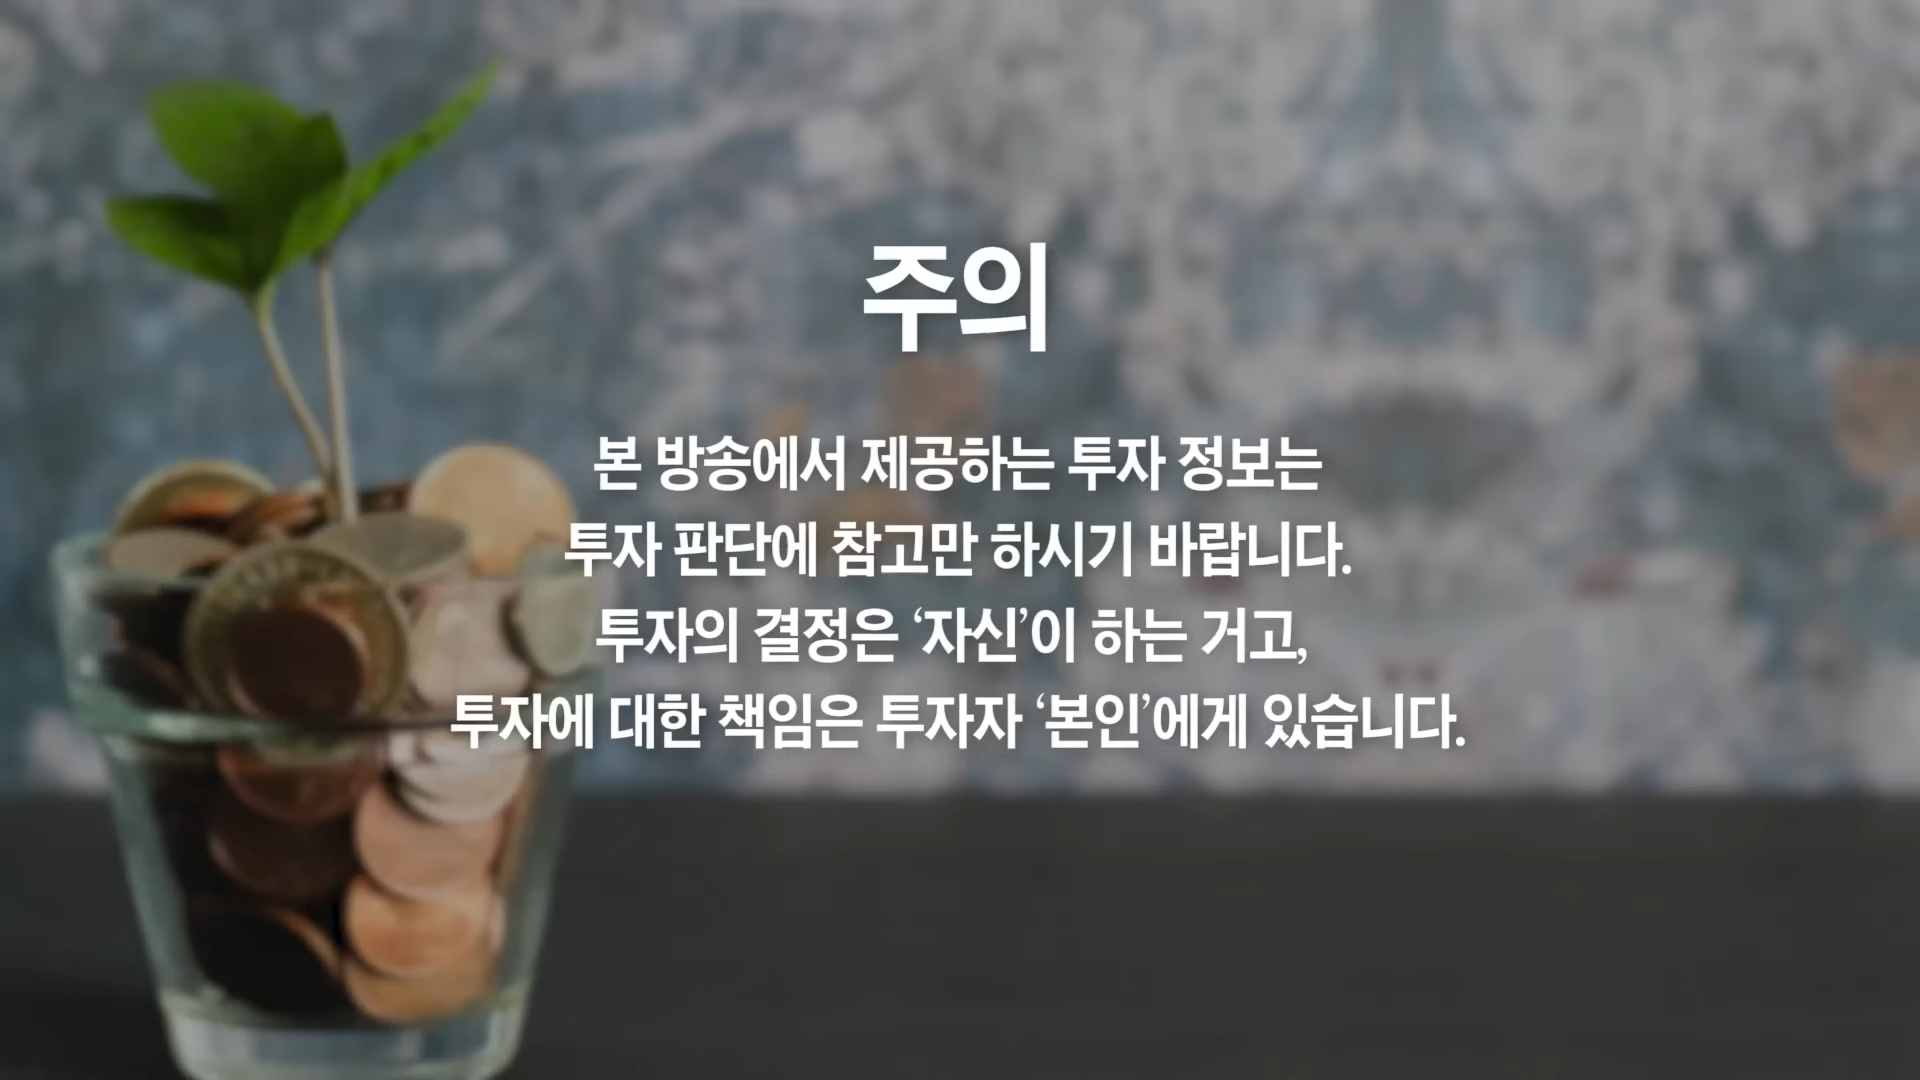 주의
본 방송에서 제공하는 투자 정보는
투자 판단에 참고만 하시기 바랍니다.
투자의 결정은 ‘자신’이 하는 거고,
투자에 대한 책임은 투자자 ‘본인’에게 있습니다.